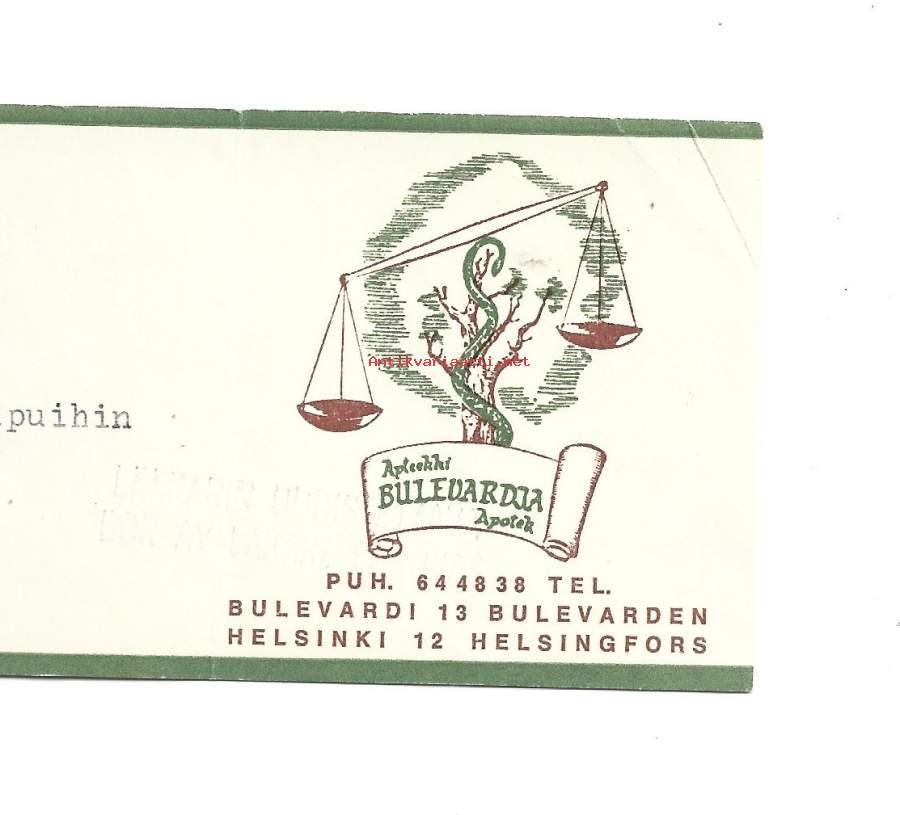 Antikvariaatti.net
puihin
Apteekki
BULEVARDIA
Apotek
PUH. 644838 TEL.
BULEVARDI 13 BULEVARDEN
HELSINKI 12 HELSINGFORS